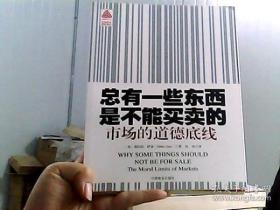 总有一些东西
是不能买卖的
市场的道德底线
WHY SOME THINGS SHOULD
NOT BE FOR SALE
The Moral Limits of Markets